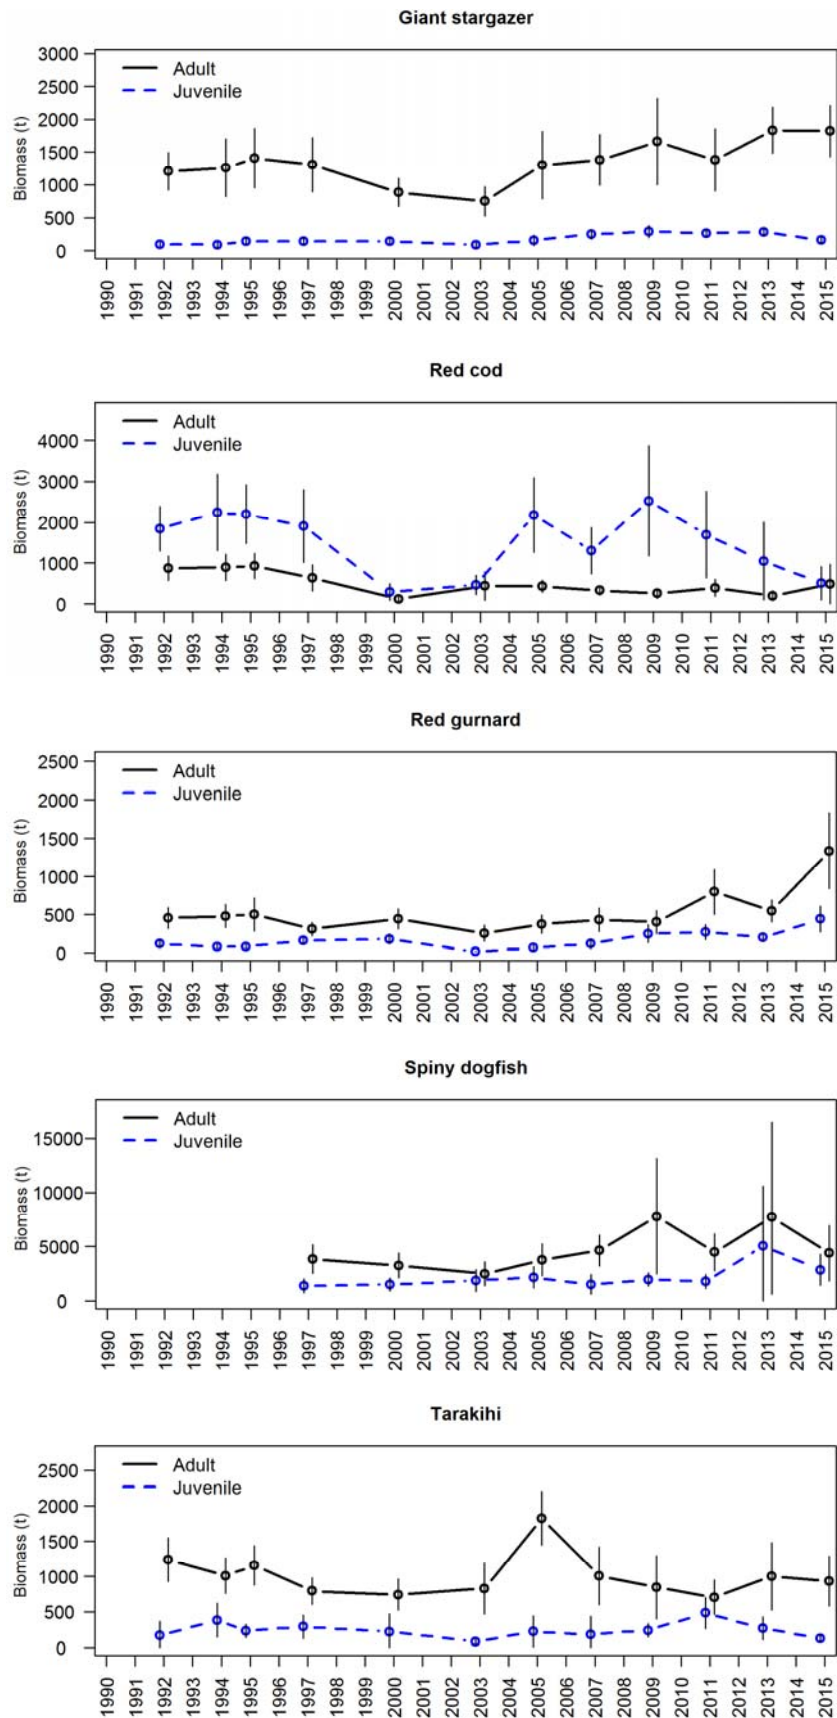 Giant stargazer
Adult
Juvenile
Biomass (t)
3000
2500
2000
1500
1000
500
0
1990 1991 1992 1993 1994 1995 1996 1997 1998 1999 2000 2001 2002 2003 2004 2005 2006 2007 2008 2009 2010 2011 2012 2013 2014 2015
Red cod
Adult
Juvenile
Biomass (t)
4000
3000
2000
1000
0
1990 1991 1992 1993 1994 1995 1996 1997 1998 1999 2000 2001 2002 2003 2004 2005 2006 2007 2008 2009 2010 2011 2012 2013 2014 2015
Red gurnard
Adult
Juvenile
Biomass (t)
2500
2000
1500
1000
500
0
1990 1991 1992 1993 1994 1995 1996 1997 1998 1999 2000 2001 2002 2003 2004 2005 2006 2007 2008 2009 2010 2011 2012 2013 2014 2015
Spiny dogfish
Adult
Juvenile
Biomass (t)
15000
10000
5000
0
1990 1991 1992 1993 1994 1995 1996 1997 1998 1999 2000 2001 2002 2003 2004 2005 2006 2007 2008 2009 2010 2011 2012 2013 2014 2015
Tarakihi
Adult
Juvenile
Biomass (t)
2500
2000
1500
1000
500
0
1990 1991 1992 1993 1994 1995 1996 1997 1998 1999 2000 2001 2002 2003 2004 2005 2006 2007 2008 2009 2010 2011 2012 2013 2014 2015